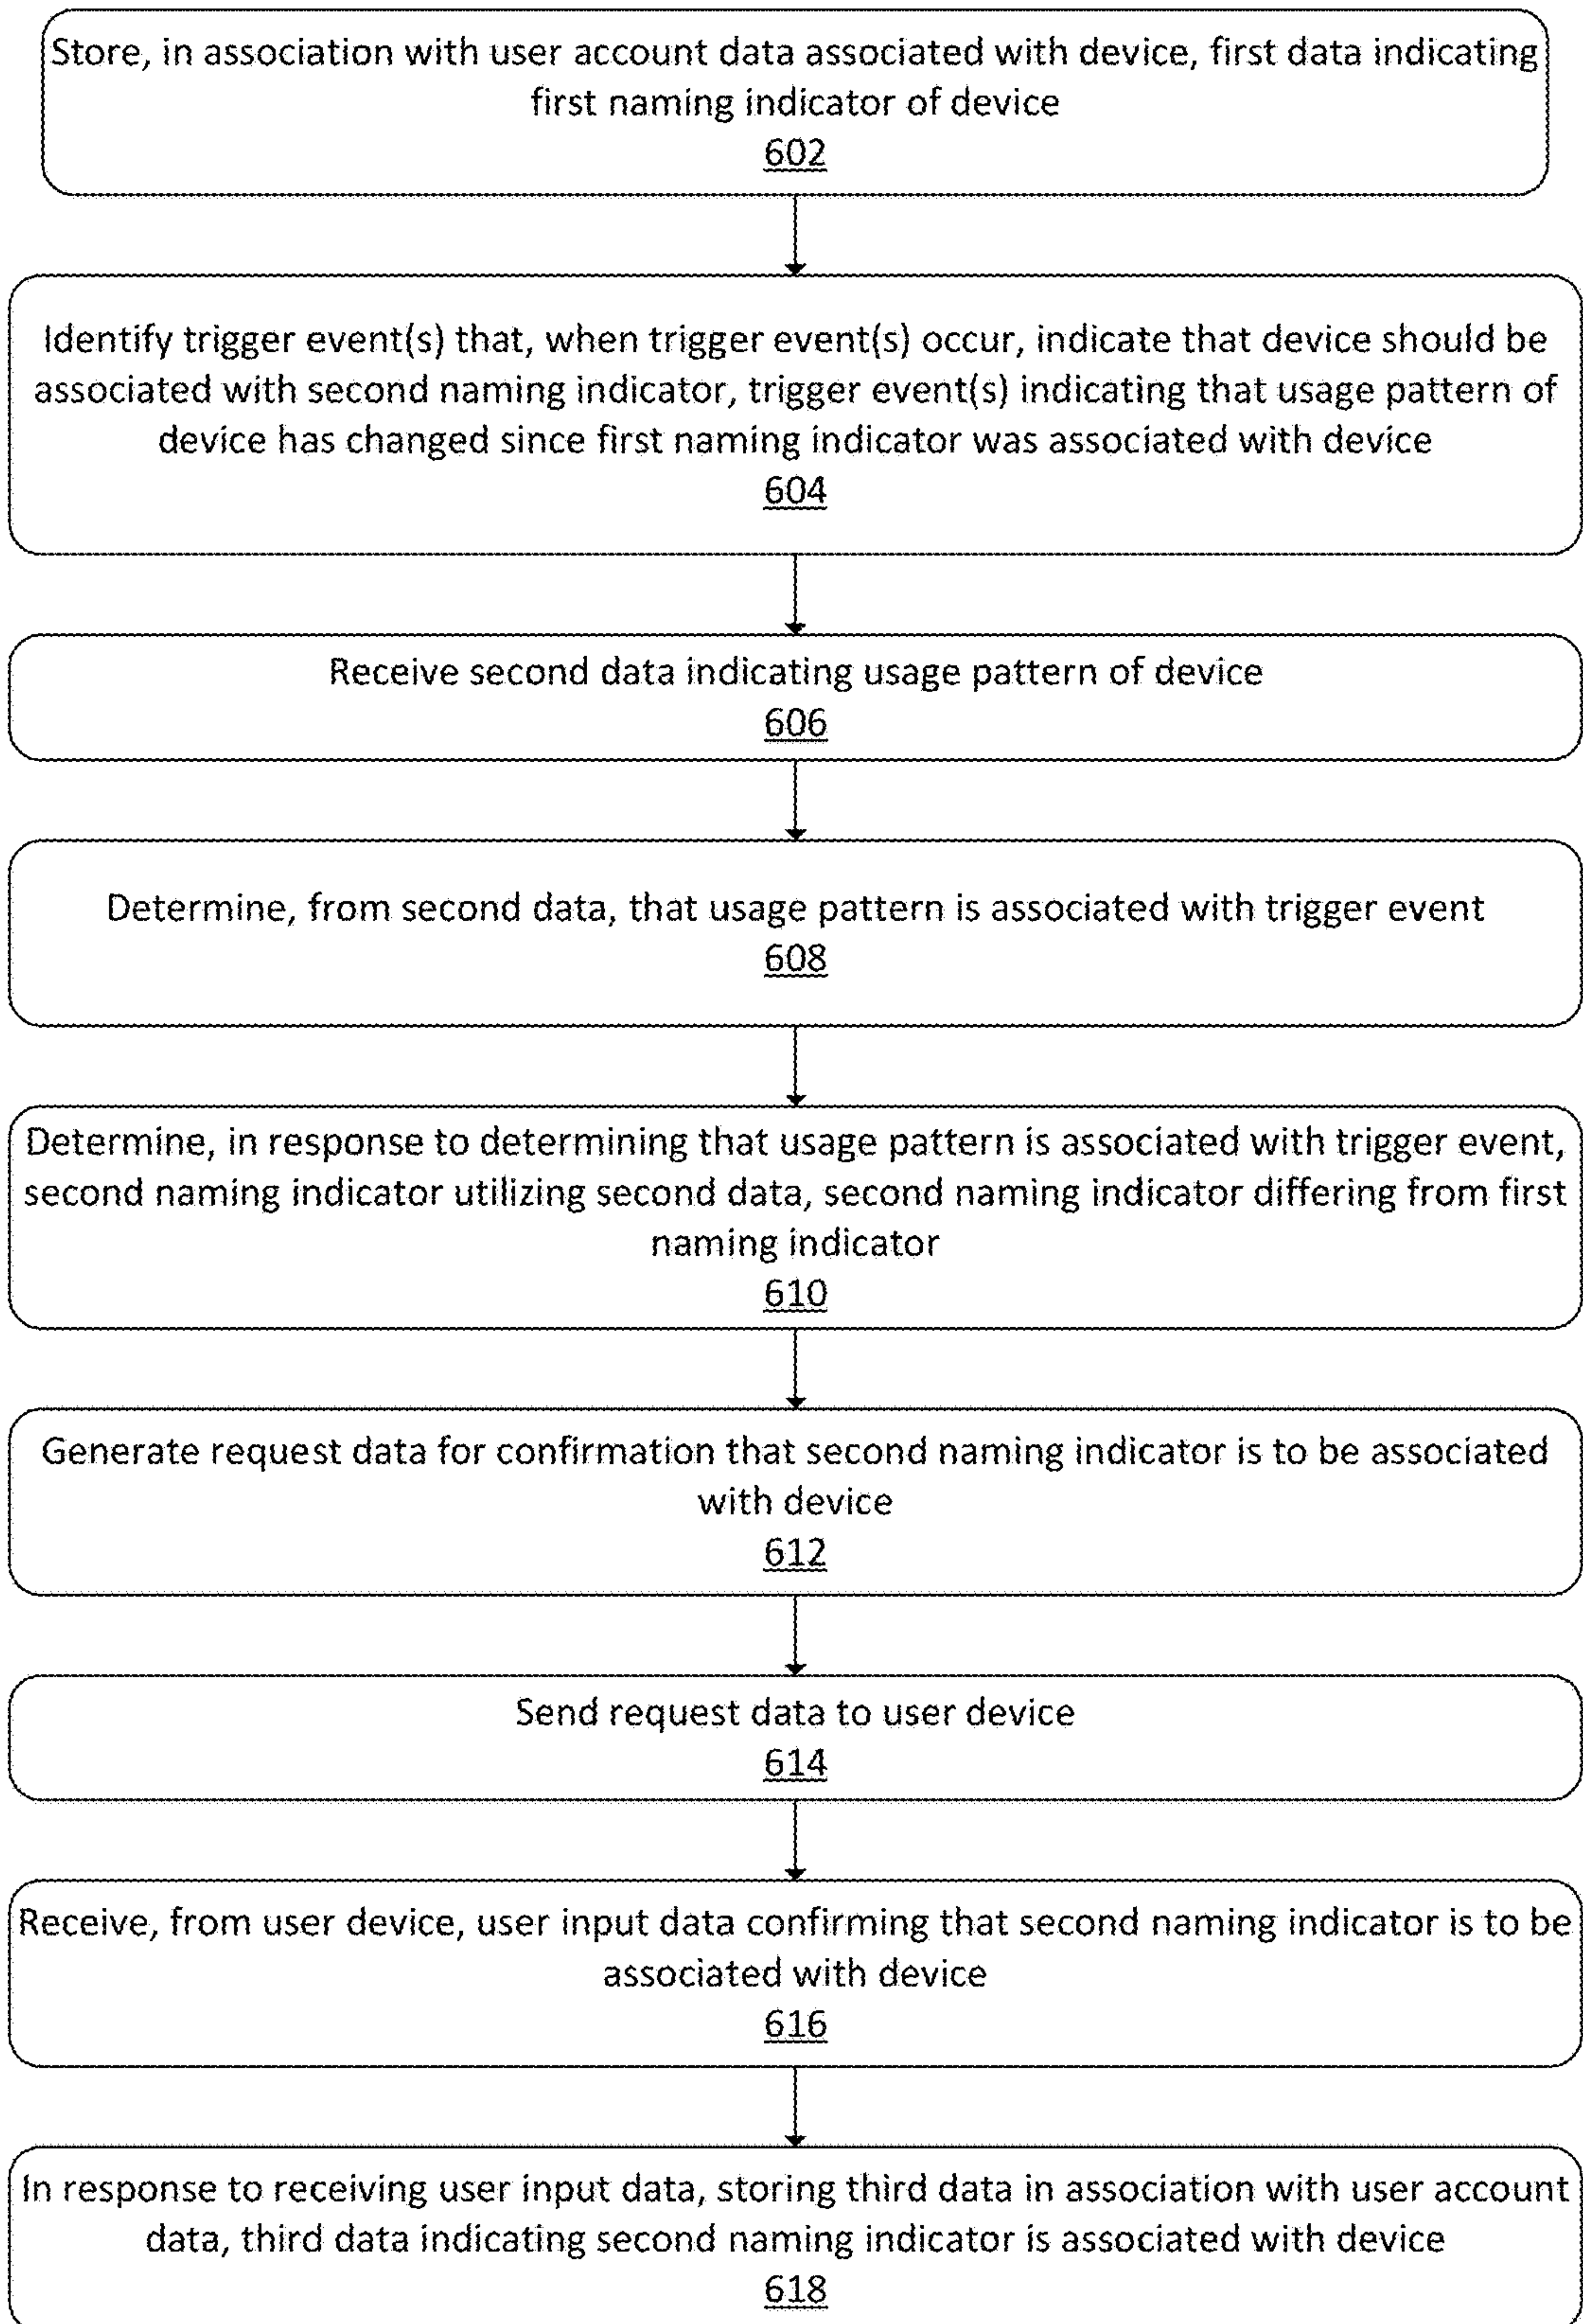 Store, in association with user account data associated with device, first data indicating
first naming indicator of device
602
Identify trigger event(s) that, when trigger event(s) occur, indicate that device should be
associated with second naming indicator, trigger event(s) indicating that usage pattern of
device has changed since first naming indicator was associated with device
604
Receive second data indicating usage pattern of device
606
Determine, from second data, that usage pattern is associated with trigger event
608
Determine, in response to determining that usage pattern is associated with trigger event,
second naming indicator utilizing second data, second naming indicator differing from first
naming indicator
610
Generate request data for confirmation that second naming indicator is to be associated
with device
612
Send request data to user device
614
Receive, from user device, user input data confirming that second naming indicator is to be
associated with device
616
In response to receiving user input data, storing third data in association with user account
data, third data indicating second naming indicator is associated with device
618